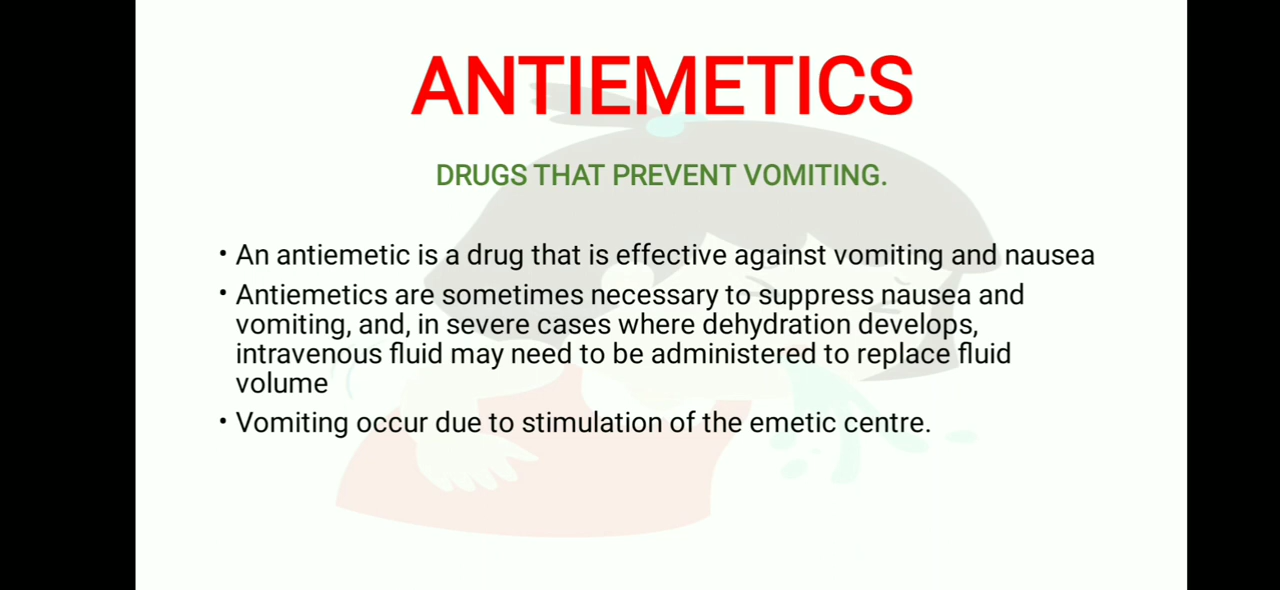 ANTIEMETICS
DRUGS THAT PREVENT VOMITING.
• An antiemetic is a drug that is effective against vomiting and nausea
• Antiemetics are sometimes necessary to suppress nausea and
vomiting, and, in severe cases where dehydration develops,
intravenous fluid may need to be administered to replace fluid
volume
• Vomiting occur due to stimulation of the emetic centre.